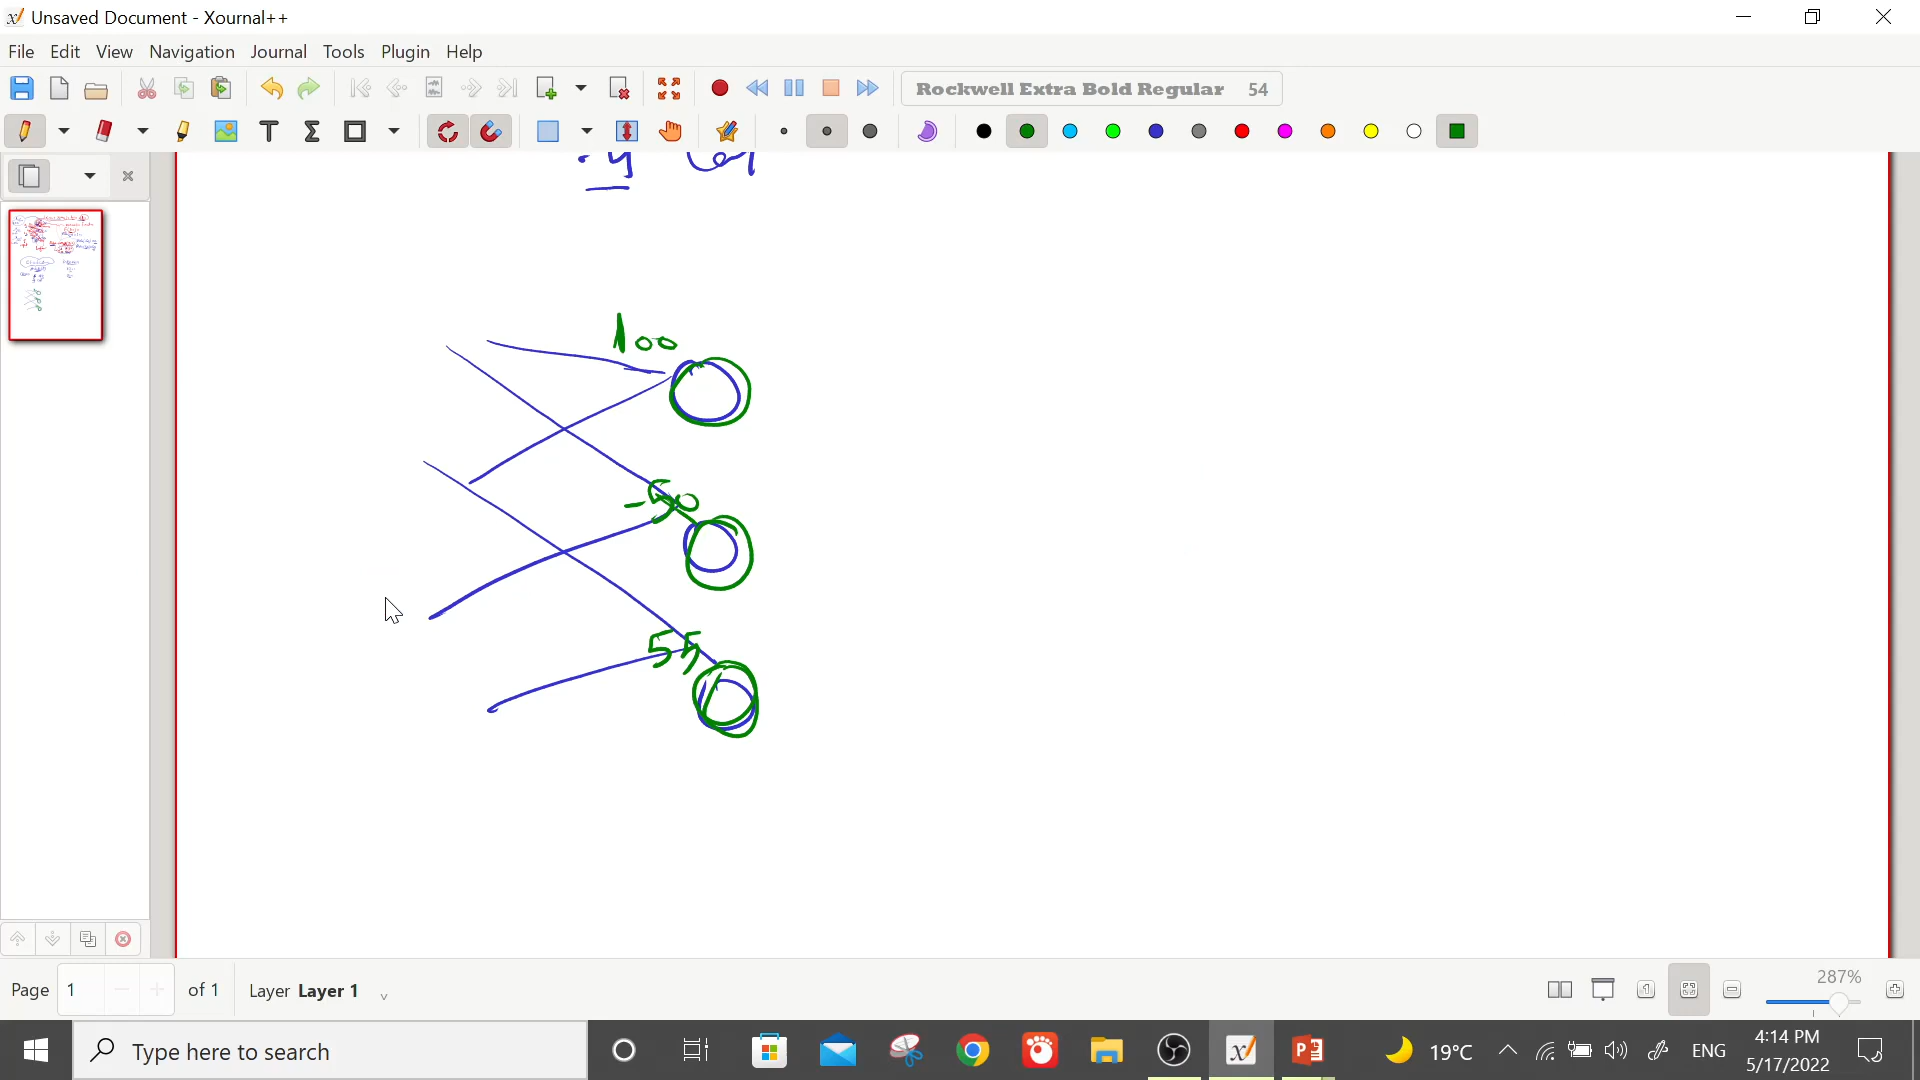 Unsaved Document - Xournal++
File Edit View Navigation Journal Tools Plugin Help
Rockwell Extra Bold Regular 54
100
-50
55
Page 1 of 1 Layer Layer 1
287%
Type here to search
19°C ENG 4:14 PM
5/17/2022